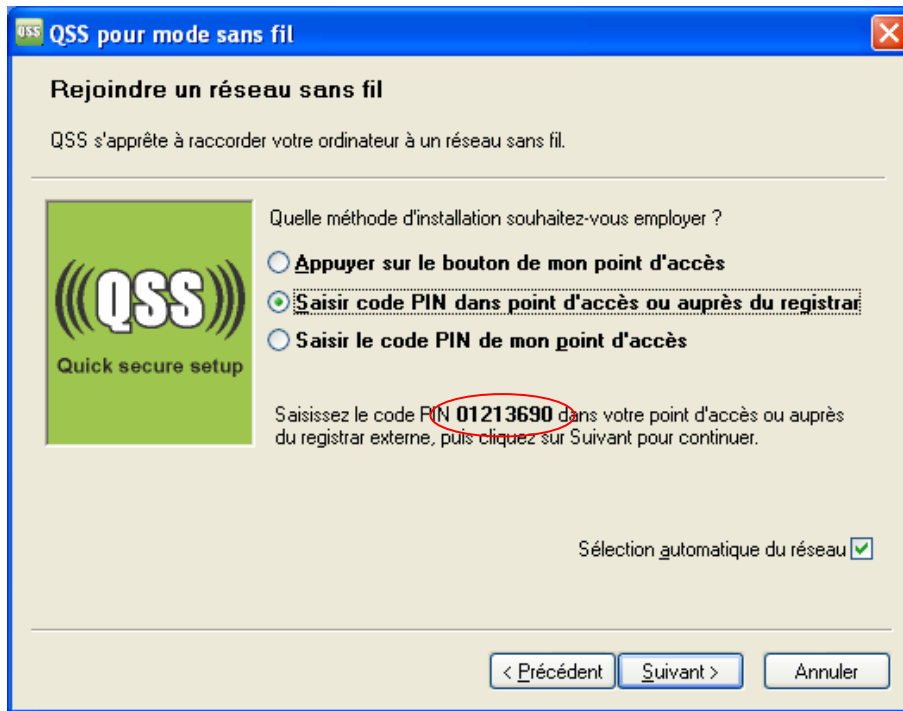 QSS QSS pour mode sans fil
Rejoindre un réseau sans fil
QSS s'apprête à raccorder votre ordinateur à un réseau sans fil.
(((QSS)))
Quick secure setup
Quelle méthode d'installation souhaitez-vous employer ?
Appuyer sur le bouton de mon point d'accès
Saisir code PIN dans point d'accès ou auprès du registrar
Saisir le code PIN de mon point d'accès
Saisissez le code PIN 01213690 dans votre point d'accès ou auprès
du registrar externe, puis cliquez sur Suivant pour continuer.
Sélection automatique du réseau
< Précédent Suivant > Annuler